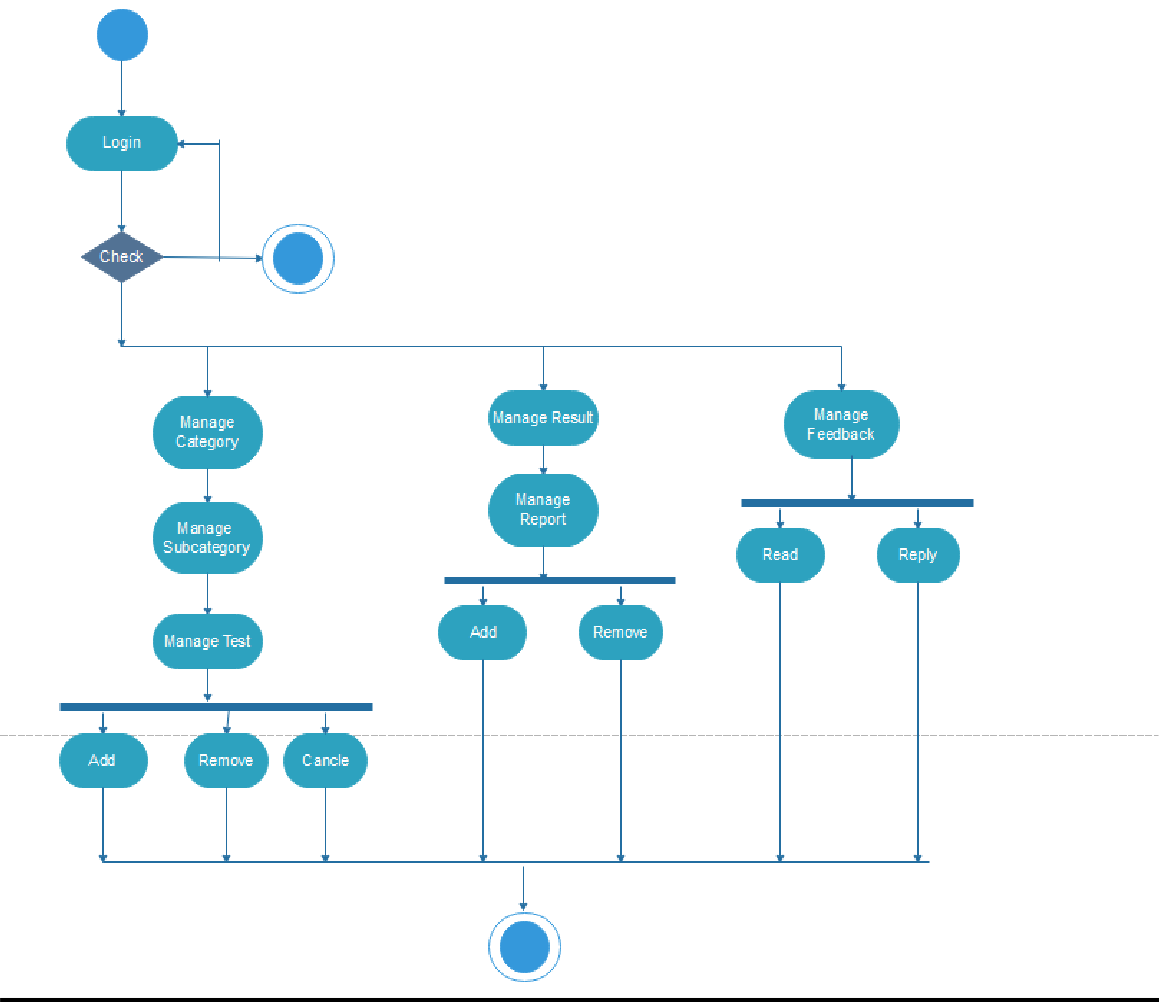 Login
Check
Manage
Category
Manage Result
Manage
Feedback
Manage
Subcategory
Manage
Report
Read
Reply
Manage Test
Add
Remove
Add
Remove
Cancle